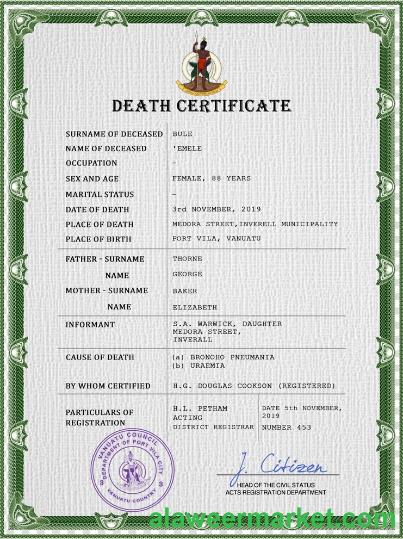 DEATH CERTIFICATE
SURNAME OF DECEASED BULE
NAME OF DECEASED 'EMELE
OCCUPATION -
SEX AND AGE FEMALE, 88 YEARS
MARITAL STATUS -
DATE OF DEATH 3rd NOVEMBER, 2019
PLACE OF DEATH MEDORA STREET,INVERELL MUNICIPALITY
PLACE OF BIRTH PORT VILA, VANUATU
FATHER - SURNAME THORNE
NAME GEORGE
MOTHER - SURNAME BAKER
NAME ELIZABETH
INFORMANT S.A. WARWICK, DAUGHTER
MEDORA STREET,
INVERALL
CAUSE OF DEATH (a) BRONOHO PNEUMANIA
(b) URAEMIA
BY WHOM CERTIFIED H.G. DOUGLAS COOKSON (REGISTERED)
PARTICULARS OF
REGISTRATION
H.L. PETHAM
ACTING
DISTRICT REGISTRAR
DATE 5th NOVEMBER,
2019
NUMBER 453
VANUATU COUNCIL
DEPARTMENT OF PORT VILA CITY
VANUATU COUNTRY
J. Citizen
HEAD OF THE CIVIL STATUS
ACTS REGISTRATION DEPARTMENT
alaweermarket.com